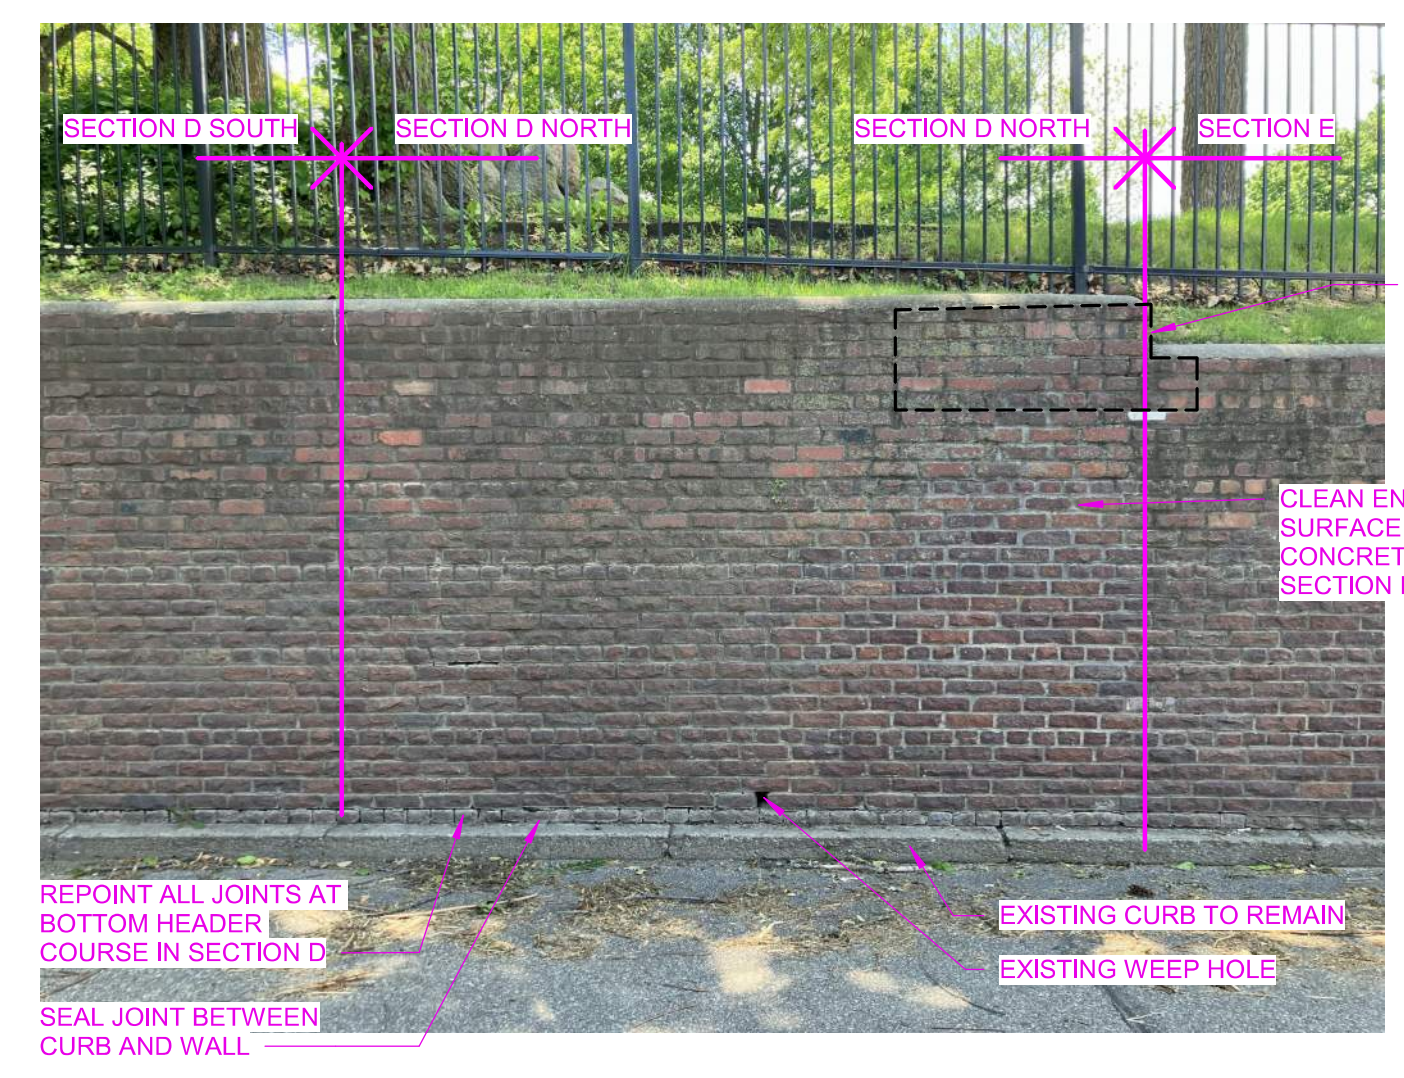 SECTION D SOUTH
SECTION D NORTH
SECTION D NORTH
SECTION E
CLEAN EN
SURFACE
CONCRET
SECTION
REPOINT ALL JOINTS AT
BOTTOM HEADER
COURSE IN SECTION D
SEAL JOINT BETWEEN
CURB AND WALL
EXISTING CURB TO REMAIN
EXISTING WEEP HOLE